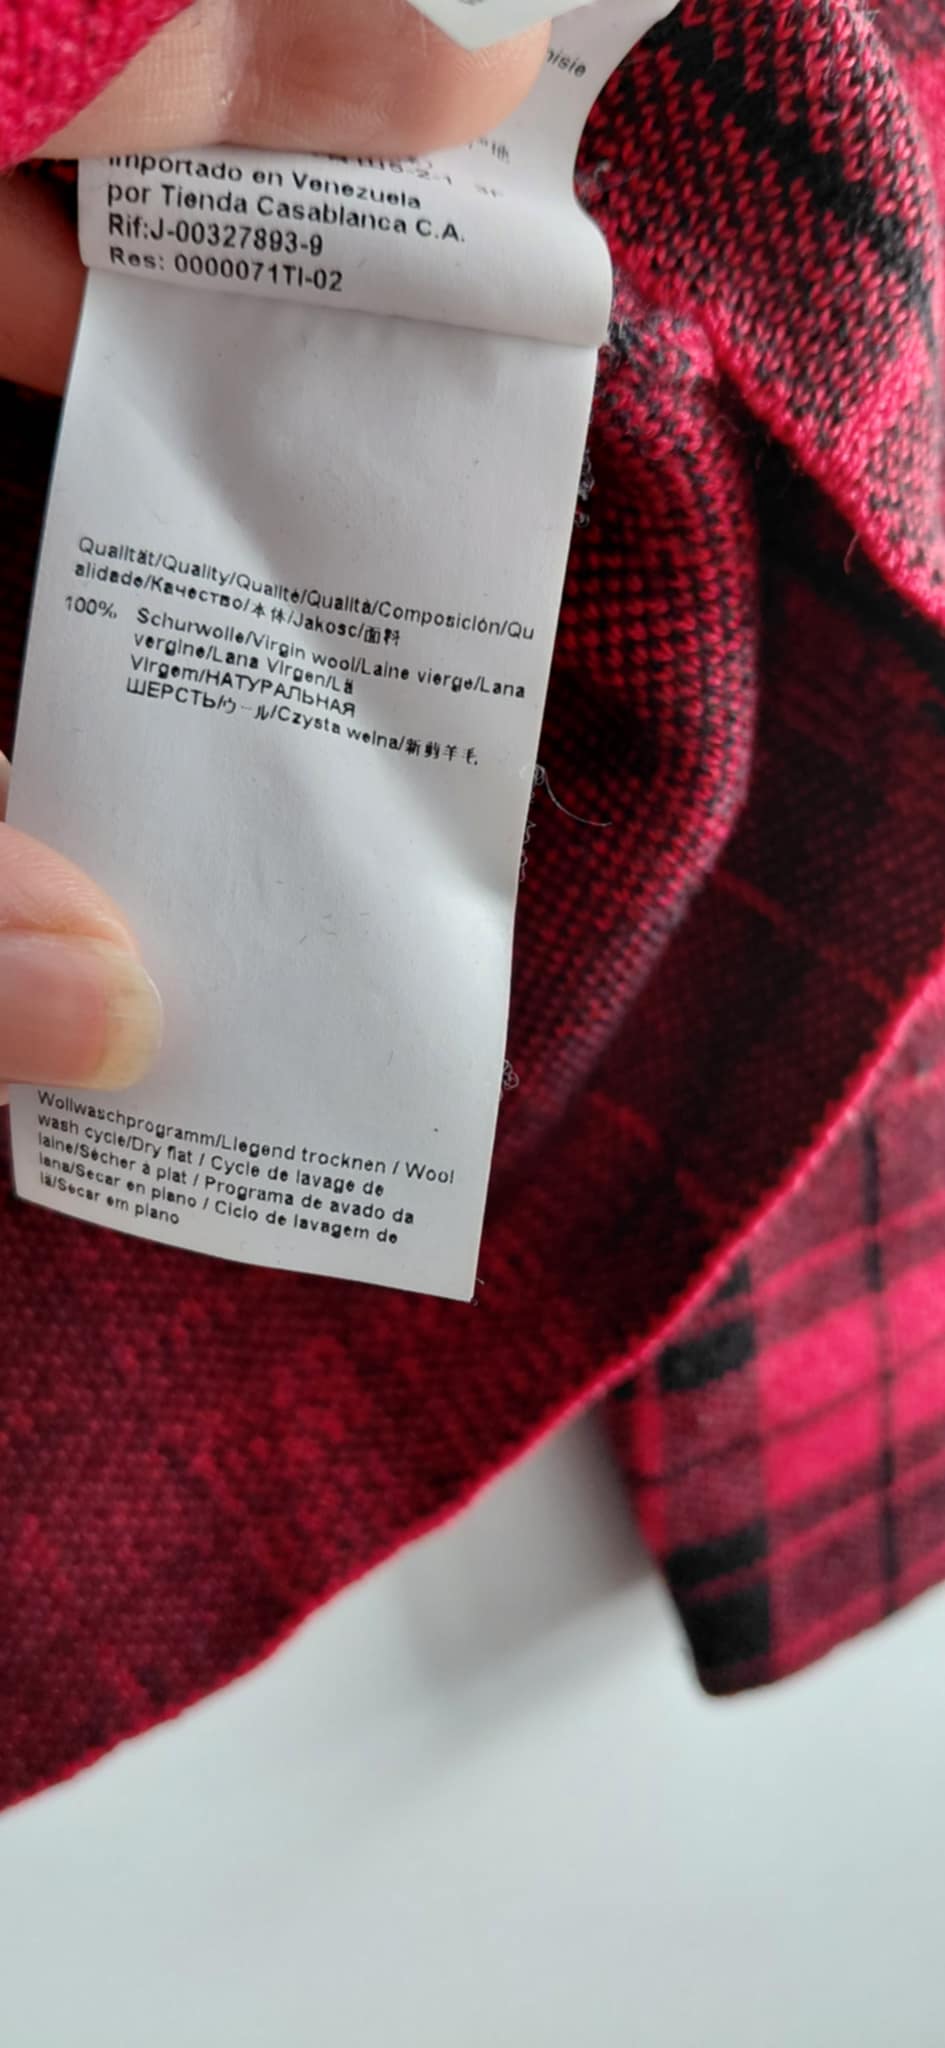 Importado en Venezuela
por Tienda Casablanca C.A.
Rif:J-00327893-9
Res: 0000071TI-02
Qualität/Quality/Qualité/Qualità/Composición/Qu
alidade/Качество/本体/Jakosc/面料
100% Schurwolle/Virgin wool/Laine vierge/Lana
vergine/Lana Virgen/Lã
Virgem/НАТУРАЛЬНАЯ
ШЕРСТЬ/ウール/Czysta welna/新剪羊毛
Wollwaschprogramm/Liegend trocknen / Wool
wash cycle/Dry flat / Cycle de lavage de
laine/Sécher à plat / Programa de avado da
lana/Secar en plano / Ciclo de lavagem de
lã/Secar em plano